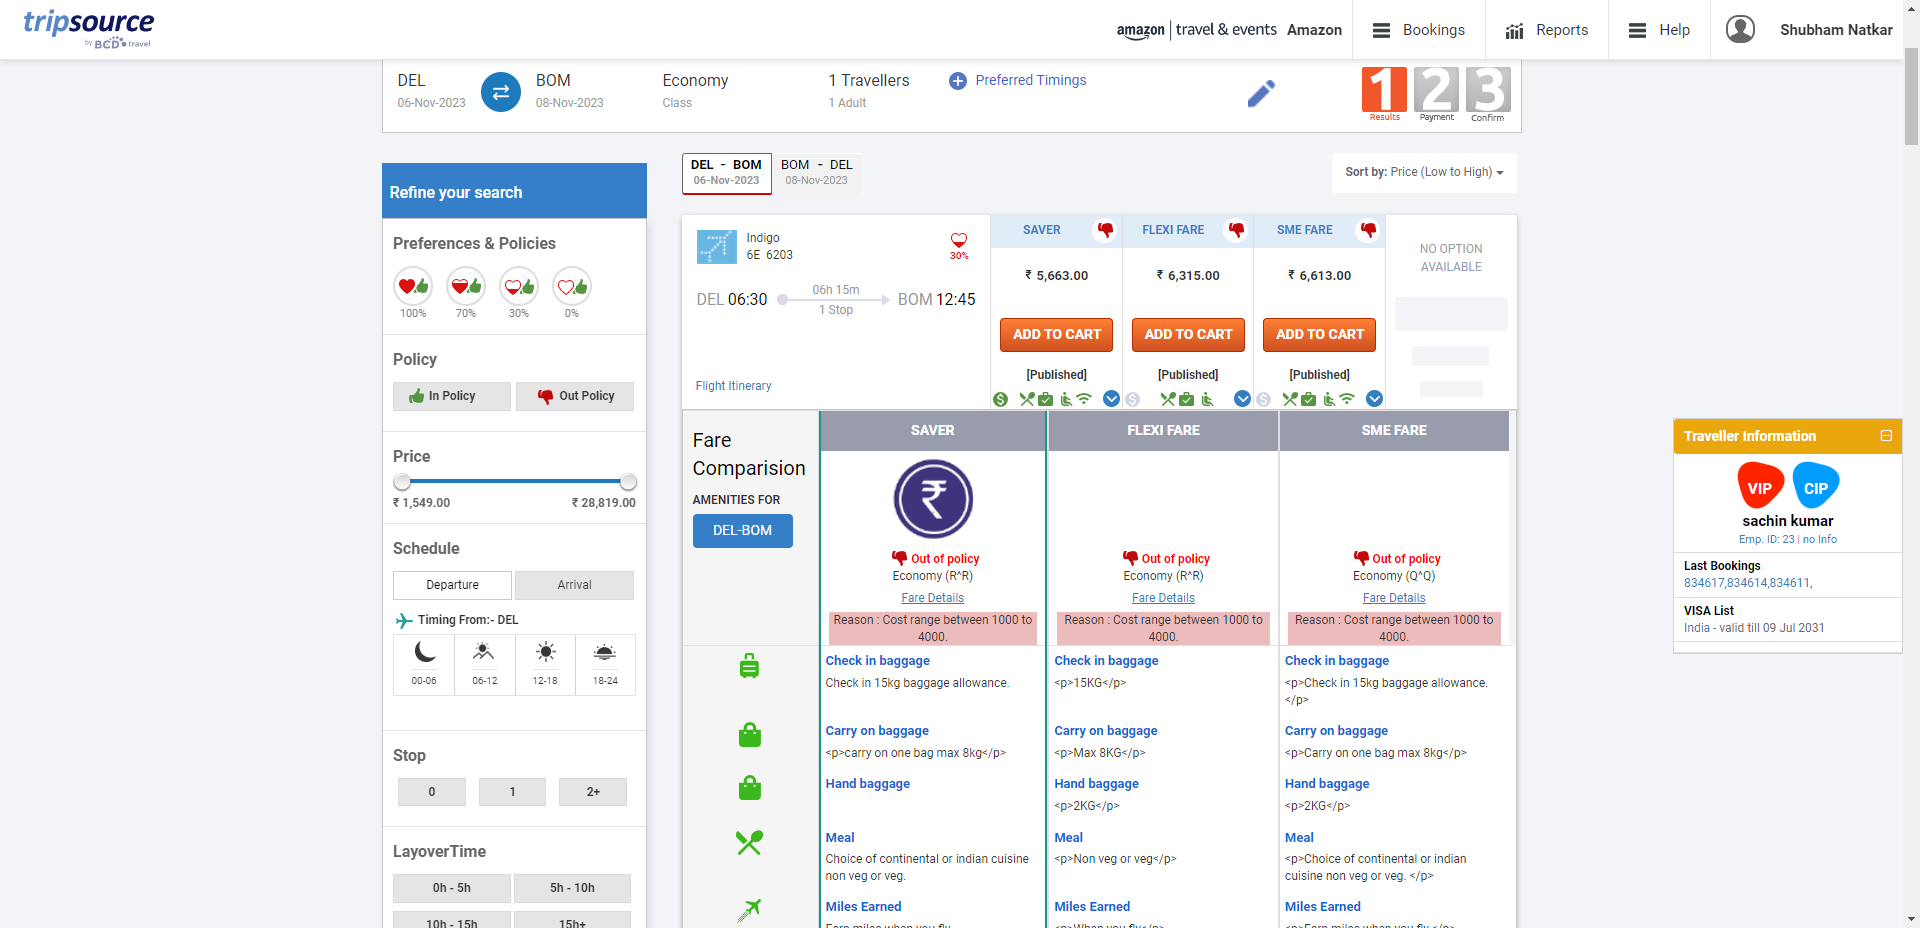 tripsource
by BCD travel
amazon | travel & events Amazon
Bookings
Reports
Help
Shubham Natkar
DEL
06-Nov-2023
BOM
08-Nov-2023
Economy
Class
1 Travellers
1 Adult
Preferred Timings
1 2 3
Results Payment Confirm
Refine your search
Preferences & Policies
100% 70% 30% 0%
Policy
In Policy Out Policy
Price
₹ 1,549.00 ₹ 28,819.00
Schedule
Departure Arrival
Timing From:- DEL
00-06 06-12 12-18 18-24
Stop
0 1 2+
LayoverTime
0h - 5h 5h - 10h
10h - 15h 15h+
DEL - BOM
06-Nov-2023
BOM - DEL
08-Nov-2023
Sort by: Price (Low to High)
Indigo
6E 6203
30%
DEL 06:30
06h 15m
1 Stop
BOM 12:45
Flight Itinerary
SAVER
₹ 5,663.00
ADD TO CART
[Published]
FLEXI FARE
₹ 6,315.00
ADD TO CART
[Published]
SME FARE
₹ 6,613.00
ADD TO CART
[Published]
NO OPTION
AVAILABLE
Fare
Comparision
AMENITIES FOR
DEL-BOM
SAVER
₹
Out of policy
Economy (R^R)
Fare Details
Reason : Cost range between 1000 to
4000.
Check in baggage
Check in 15kg baggage allowance.
Carry on baggage
<p>carry on one bag max 8kg</p>
Hand baggage
Meal
Choice of continental or indian cuisine
non veg or veg.
Miles Earned
Earn miles when you fly
FLEXI FARE
Out of policy
Economy (R^R)
Fare Details
Reason : Cost range between 1000 to
4000.
Check in baggage
<p>15KG</p>
Carry on baggage
<p>Max 8KG</p>
Hand baggage
<p>2KG</p>
Meal
<p>Non veg or veg</p>
Miles Earned
<p>When you fly</p>
SME FARE
Out of policy
Economy (Q^Q)
Fare Details
Reason : Cost range between 1000 to
4000.
Check in baggage
<p>Check in 15kg baggage allowance.
</p>
Carry on baggage
<p>Carry on one bag max 8kg</p>
Hand baggage
<p>2KG</p>
Meal
<p>Choice of continental or indian
cuisine non veg or veg. </p>
Miles Earned
<p>Earn miles when you fly </p>
Traveller Information
VIP CIP
sachin kumar
Emp. ID: 23 | no Info
Last Bookings
834617,834614,834611,
VISA List
India - valid till 09 Jul 2031